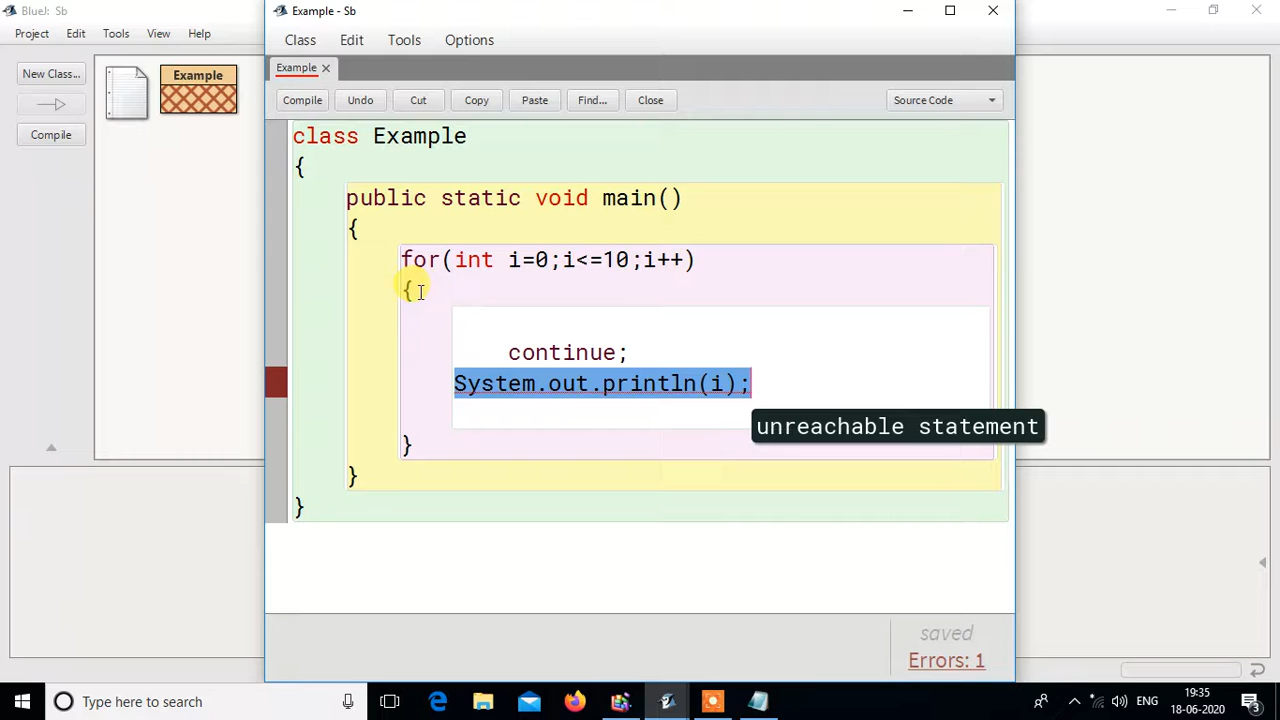 BlueJ: Sb
Project Edit Tools View Help
New Class...
Compile
Example
Example - Sb
Class Edit Tools Options
Example
Compile Undo Cut Copy Paste Find... Close Source Code
class Example
{
public static void main()
{
for(int i=0;i<=10;i++)
{
continue;
System.out.println(i);
unreachable statement
}
}
}
saved
Errors: 1
Type here to search
ENG
19:35
18-06-2020
3